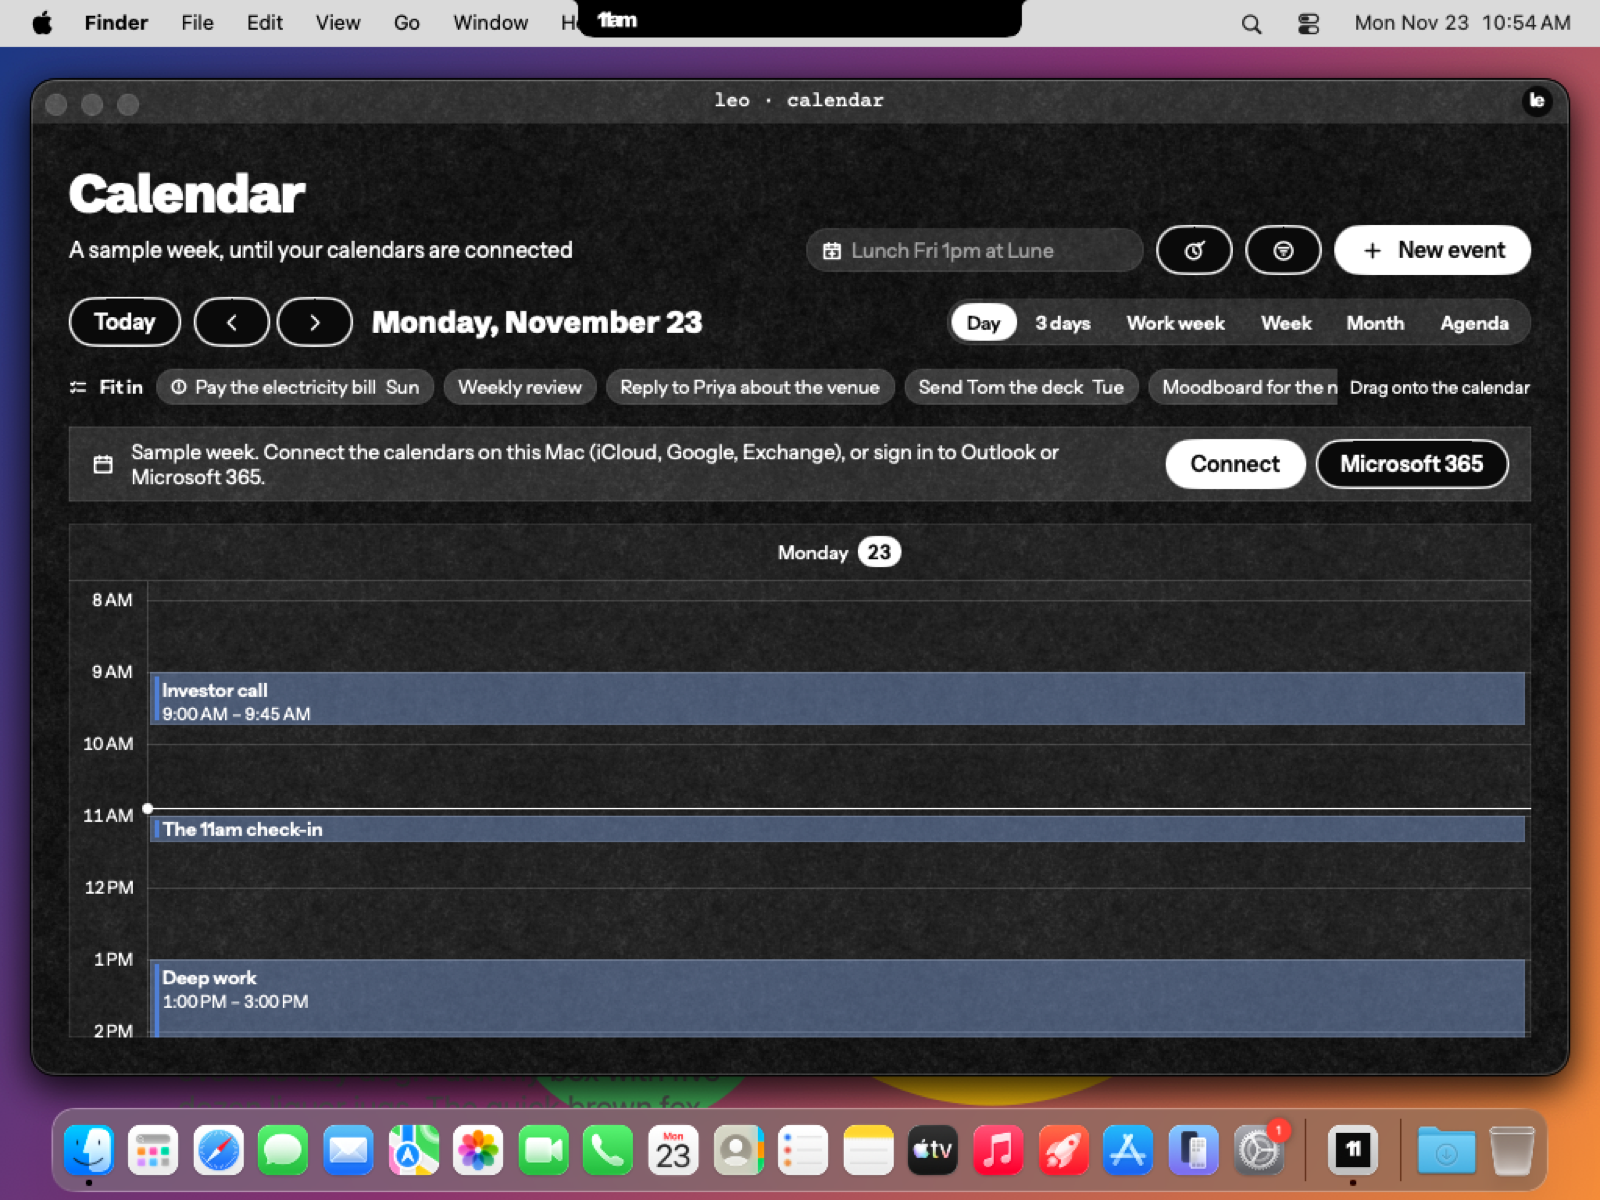 Finder File Edit View Go Window 11am Mon Nov 23 10:54 AM
leo · calendar
le
Calendar
A sample week, until your calendars are connected
Lunch Fri 1pm at Lune
+ New event
Today
Monday, November 23
Day 3 days Work week Week Month Agenda
Fit in Pay the electricity bill Sun Weekly review Reply to Priya about the venue Send Tom the deck Tue Moodboard for the n Drag onto the calendar
Sample week. Connect the calendars on this Mac (iCloud, Google, Exchange), or sign in to Outlook or
Microsoft 365.
Connect
Microsoft 365
Monday 23
8 AM
9 AM
Investor call
9:00 AM – 9:45 AM
10 AM
11 AM
The 11am check-in
12 PM
1 PM
Deep work
1:00 PM – 3:00 PM
2 PM
brown fox
Mon
23
tv
1
11